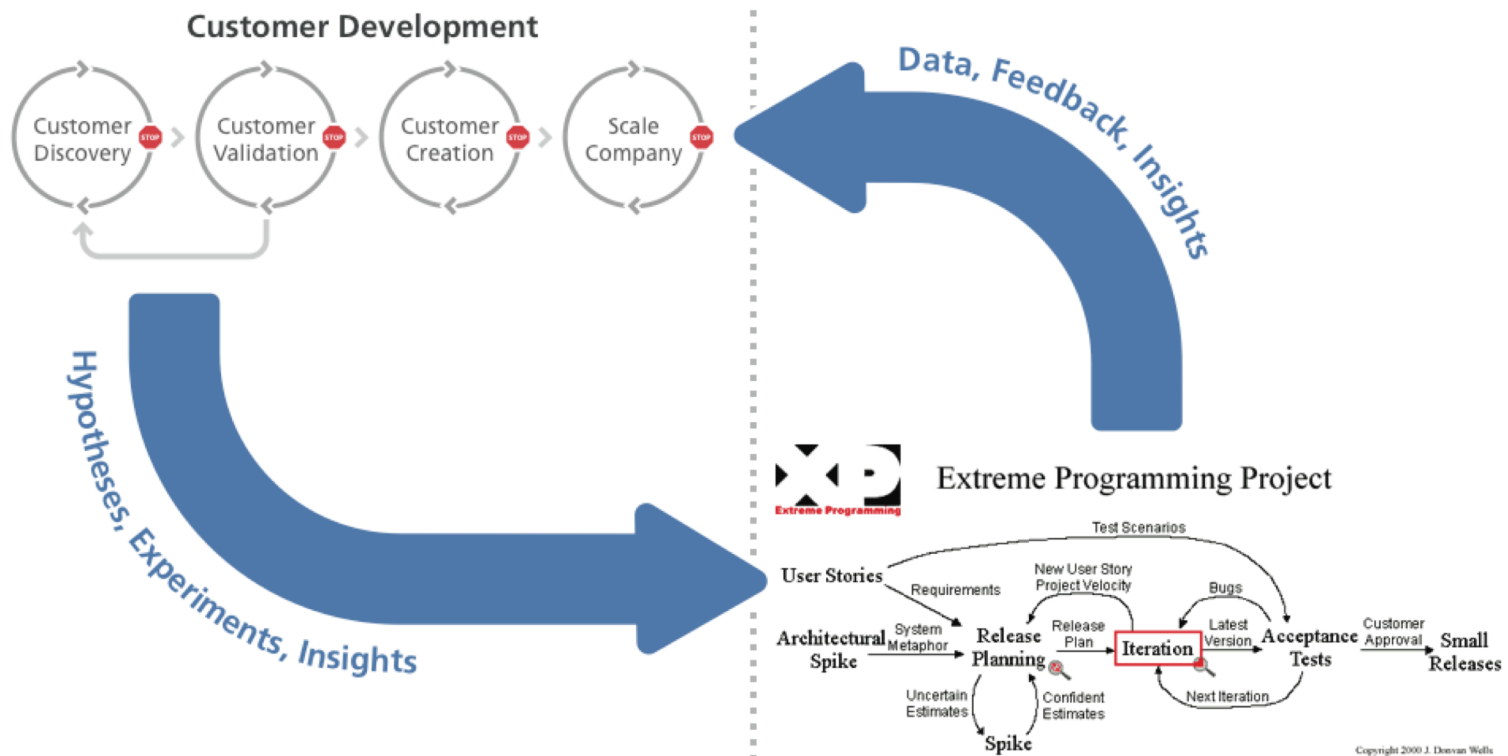 Customer Development
Customer
Discovery
STOP
Customer
Validation
STOP
Customer
Creation
STOP
Scale
Company
STOP
Data, Feedback, Insights
Hypotheses, Experiments, Insights
XP
Extreme Programming
Extreme Programming Project
Test Scenarios
User Stories
Requirements
New User Story
Project Velocity
Bugs
Architectural
Spike
System
Metaphor
Release
Planning
Release
Plan
Iteration
Latest
Version
Acceptance
Tests
Customer
Approval
Small
Releases
Uncertain
Estimates
Confident
Estimates
Next Iteration
Spike
Copyright 2000 J. Donvan Wells